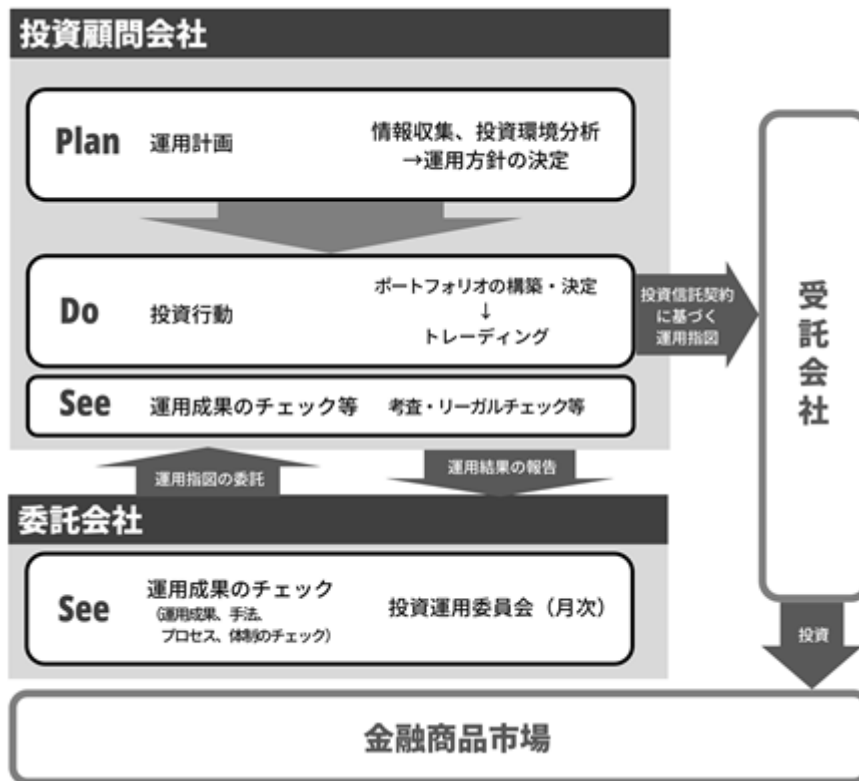 投資顧問会社
Plan 運用計画 情報収集、投資環境分析
→運用方針の決定
Do 投資行動 ポートフォリオの構築・決定
↓
トレーディング
投資信託契約
に基づく
運用指図
受託会社
See 運用成果のチェック等 考査・リーガルチェック等
運用指図の委託
運用結果の報告
委託会社
See 運用成果のチェック
(運用成果、手法、
プロセス、体制のチェック)
投資運用委員会（月次）
投資
金融商品市場